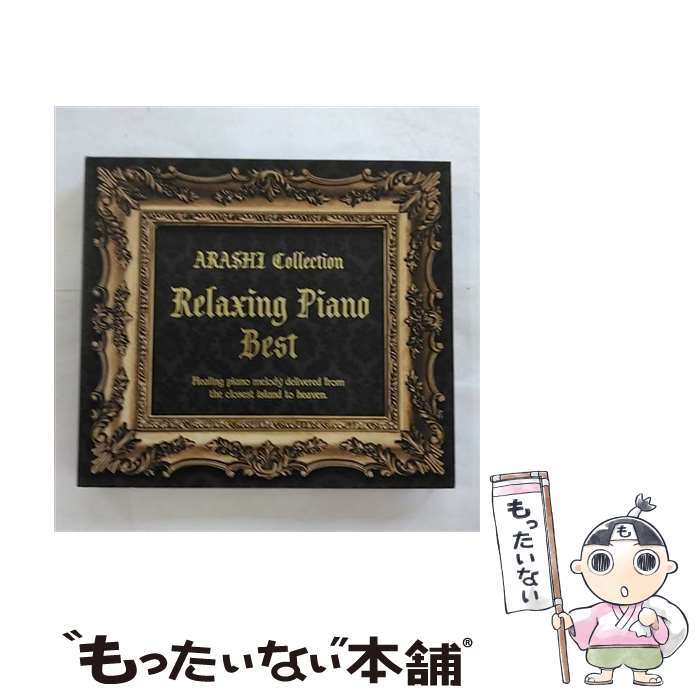 ARASHI Collection
Relaxing Piano
Best
Healing piano melody delivered from
the closest island to heaven.
も
もったいない
“もったいない”本舗®